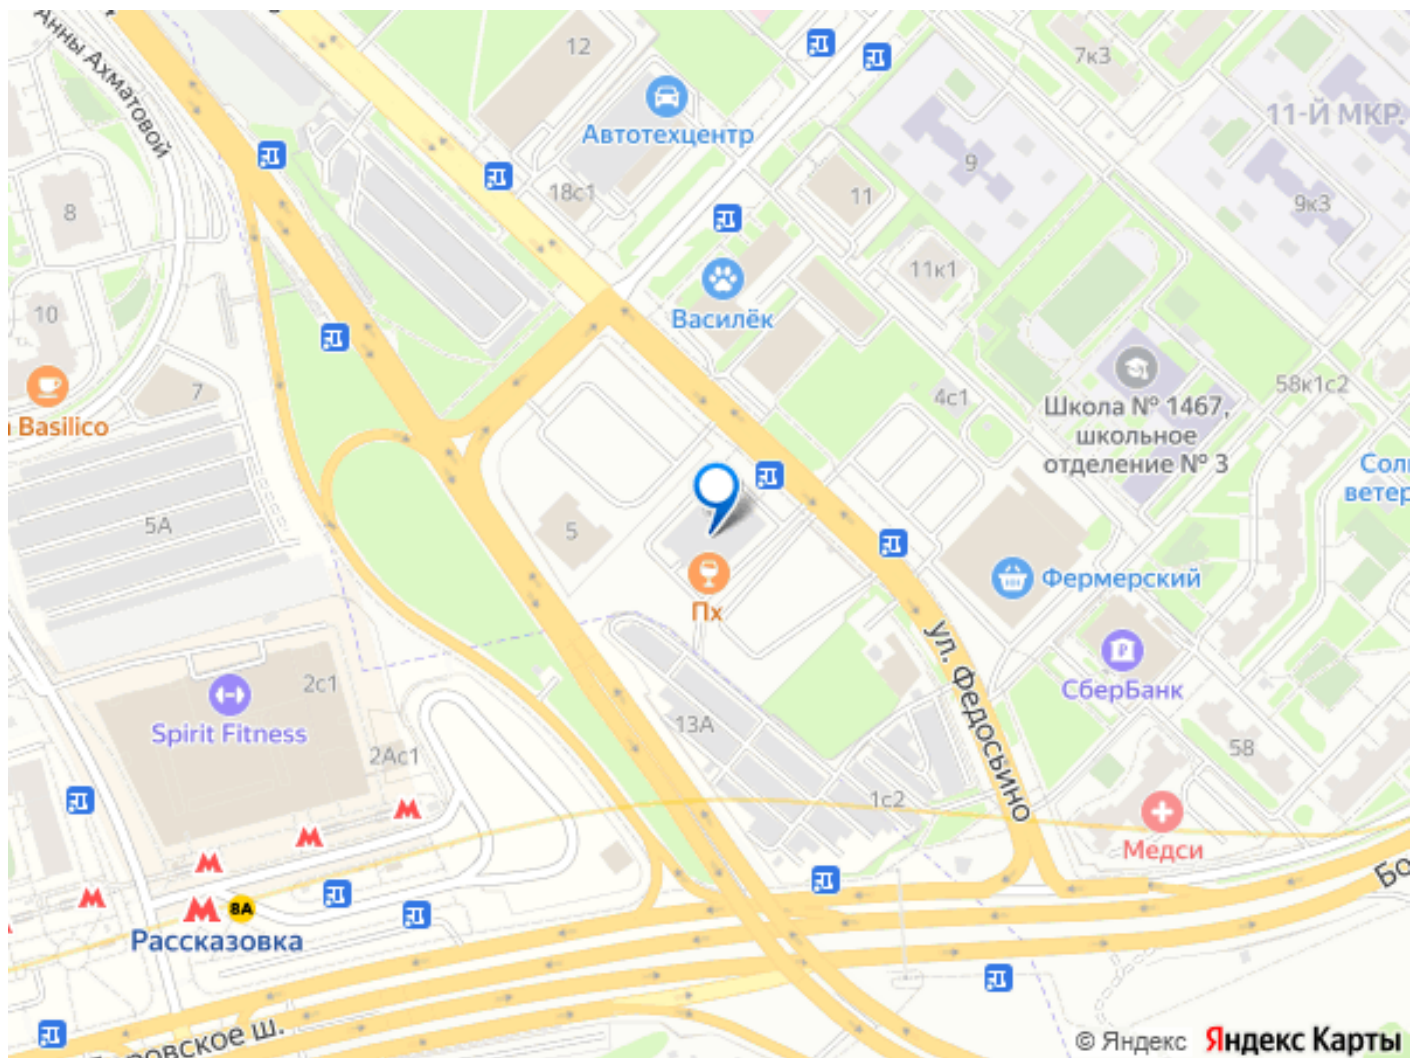 Анны Ахматовой
12
7к3
11-Й МКР.
Автотехцентр
9
18с1
11
9к3
8
11к1
10
Василёк
7
4с1
58к1с2
Basilico
Школа № 1467,
школьное
отделение № 3
5А
5
Фермерский
Пх
ул. Федосьино
СберБанк
2с1
Spirit Fitness
13А
58
2Ас1
1с2
Медси
8А
Рассказовка
ш.
© Яндекс Яндекс Карты